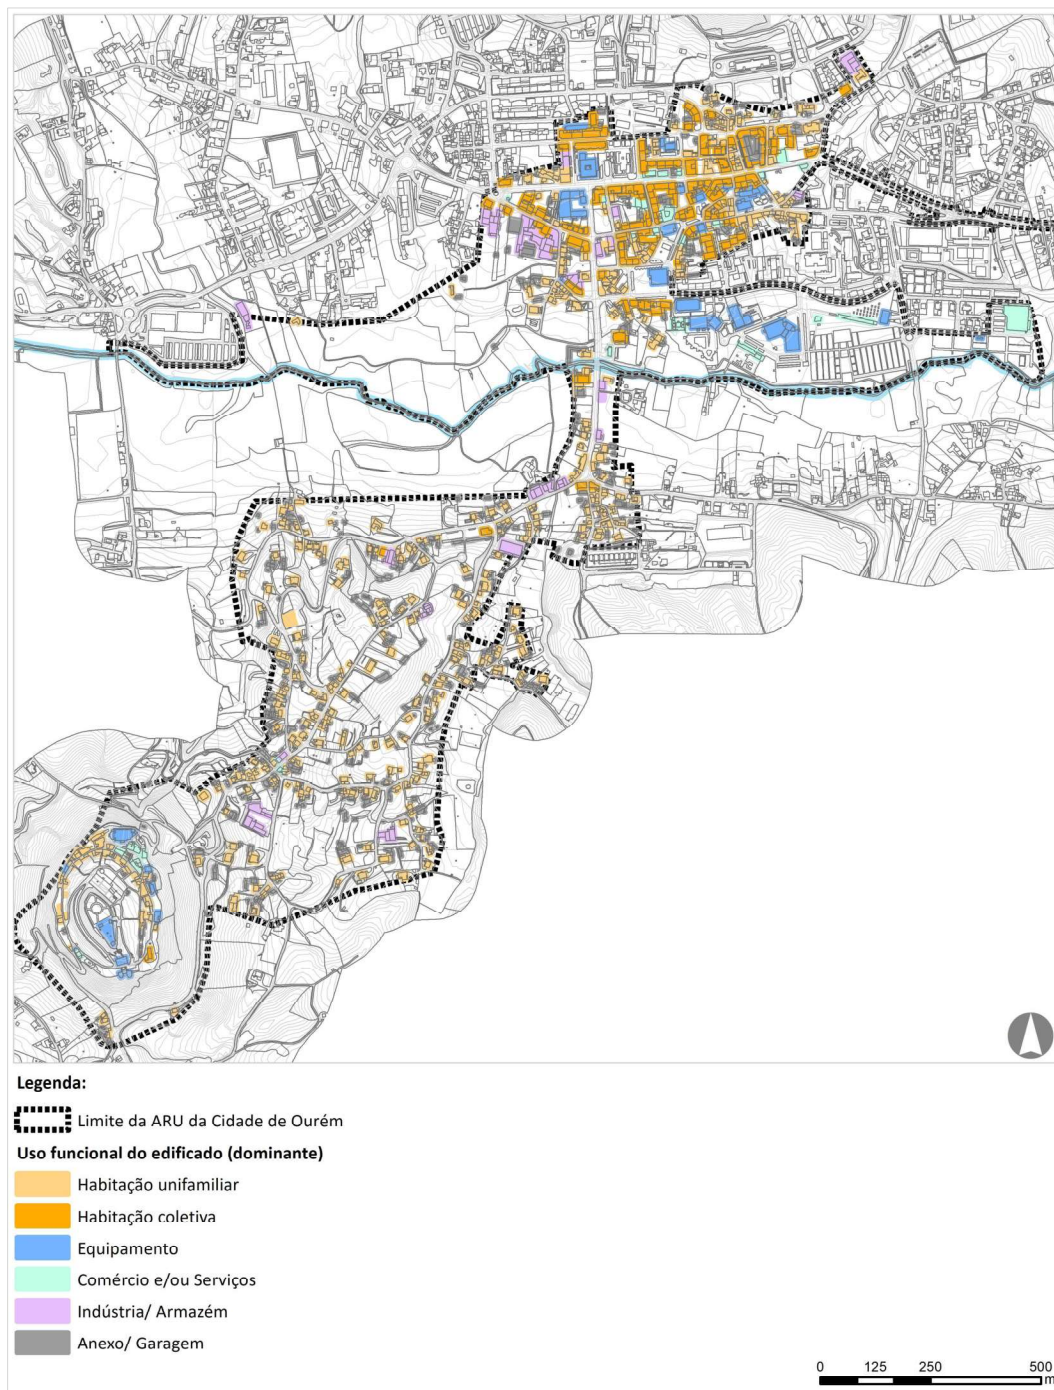 Legenda:
Limite da ARU da Cidade de Ourém
Uso funcional do edificado (dominante)
Habitação unifamiliar
Habitação coletiva
Equipamento
Comércio e/ou Serviços
Indústria/ Armazém
Anexo/ Garagem
0 125 250 500
m